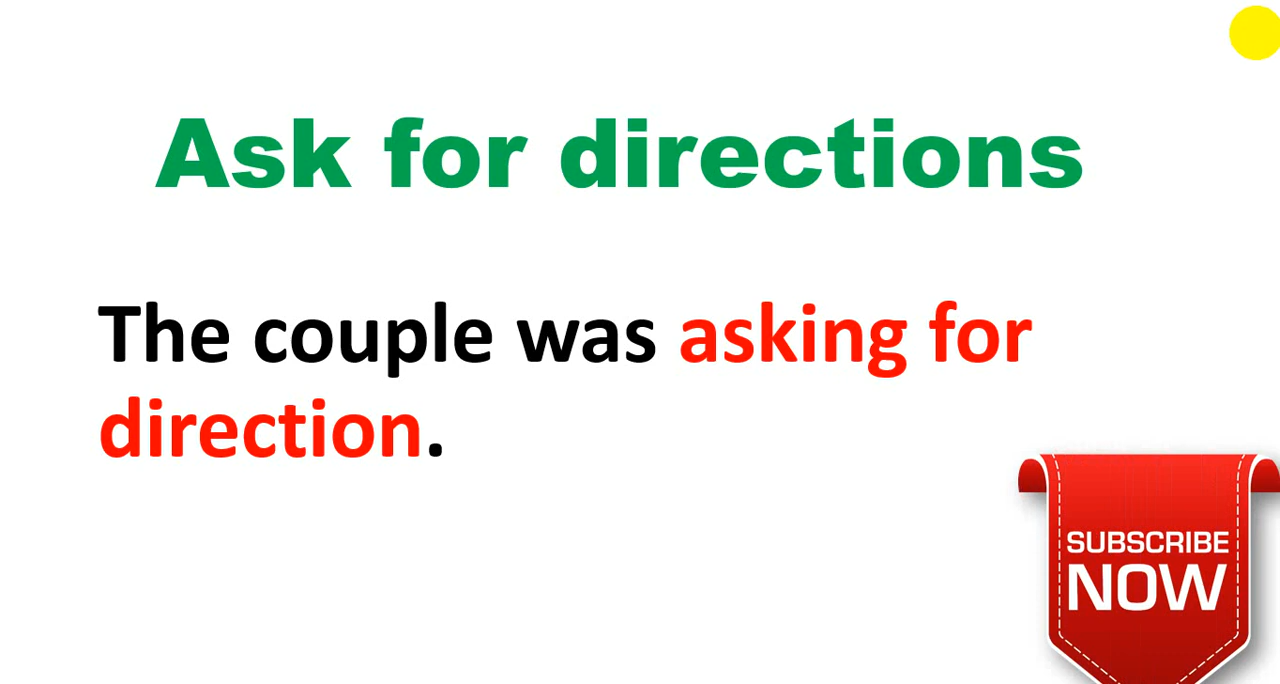 Ask for directions
The couple was asking for
direction.
SUBSCRIBE
NOW